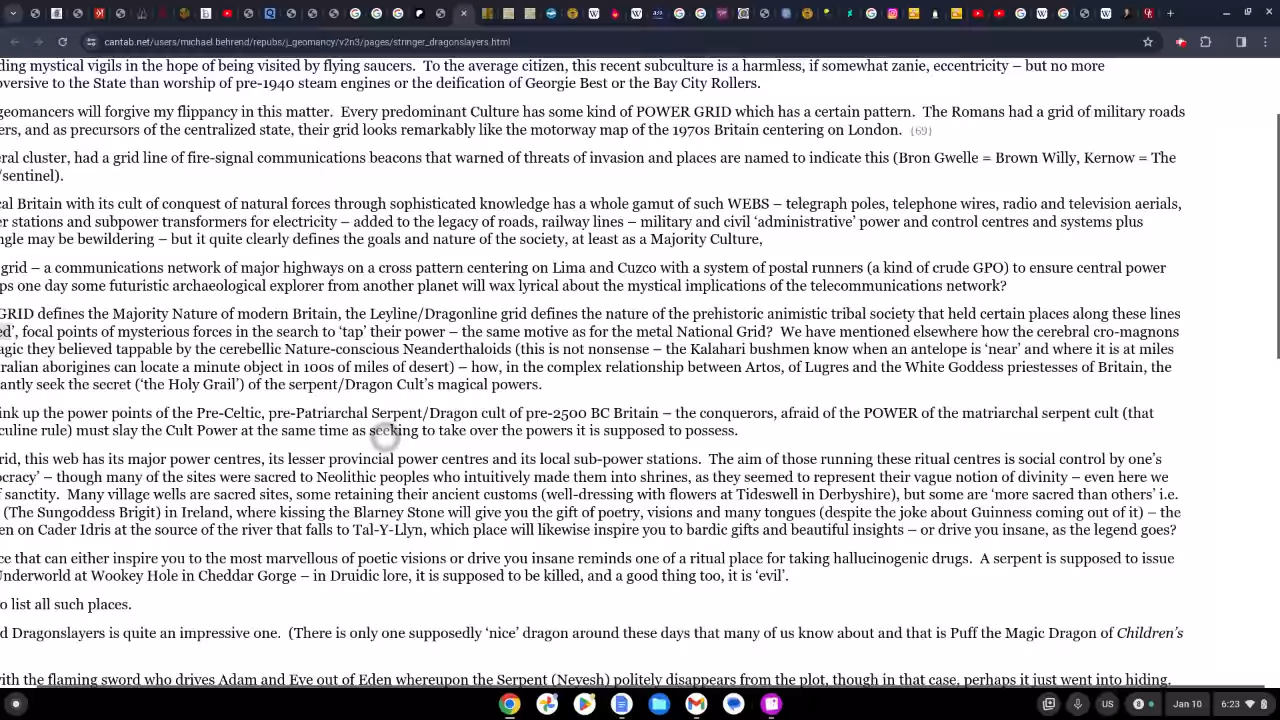 cantab.net/users/michael behrend/repubs/j_geomancy/v2n3/pages/stringer_dragonslayers.html
ding mystical vigils in the hope of being visited by flying saucers. To the average citizen, this recent subculture is a harmless, if somewhat zanie, eccentricity – but no more
oversive to the State than worship of pre-1940 steam engines or the deification of Georgie Best or the Bay City Rollers.
geomancers will forgive my flippancy in this matter. Every predominant Culture has some kind of POWER GRID which has a certain pattern. The Romans had a grid of military roads
ers, and as precursors of the centralized state, their grid looks remarkably like the motorway map of the 1970s Britain centering on London. {69}
eral cluster, had a grid line of fire-signal communications beacons that warned of threats of invasion and places are named to indicate this (Bron Gwelle = Brown Willy, Kernow = The
/sentinel).
cal Britain with its cult of conquest of natural forces through sophisticated knowledge has a whole gamut of such WEBS – telegraph poles, telephone wires, radio and television aerials,
er stations and subpower transformers for electricity – added to the legacy of roads, railway lines – military and civil ‘administrative’ power and control centres and systems plus
ngle may be bewildering – but it quite clearly defines the goals and nature of the society, at least as a Majority Culture,
grid – a communications network of major highways on a cross pattern centering on Lima and Cuzco with a system of postal runners (a kind of crude GPO) to ensure central power
ps one day some futuristic archaeological explorer from another planet will wax lyrical about the mystical implications of the telecommunications network?
GRID defines the Majority Nature of modern Britain, the Leyline/Dragonline grid defines the nature of the prehistoric animistic tribal society that held certain places along these lines
ed’, focal points of mysterious forces in the search to ‘tap’ their power – the same motive as for the metal National Grid? We have mentioned elsewhere how the cerebral cro-magnons
agic they believed tappable by the cerebellic Nature-conscious Neanderthaloids (this is not nonsense – the Kalahari bushmen know when an antelope is ‘near’ and where it is at miles
ralian aborigines can locate a minute object in 100s of miles of desert) – how, in the complex relationship between Artos, of Lugres and the White Goddess priestesses of Britain, the
antly seek the secret (‘the Holy Grail’) of the serpent/Dragon Cult’s magical powers.
ink up the power points of the Pre-Celtic, pre-Patriarchal Serpent/Dragon cult of pre-2500 BC Britain – the conquerors, afraid of the POWER of the matriarchal serpent cult (that
culine rule) must slay the Cult Power at the same time as seeking to take over the powers it is supposed to possess.
rid, this web has its major power centres, its lesser provincial power centres and its local sub-power stations. The aim of those running these ritual centres is social control by one’s
ocracy’ – though many of the sites were sacred to Neolithic peoples who intuitively made them into shrines, as they seemed to represent their vague notion of divinity – even here we
f sanctity. Many village wells are sacred sites, some retaining their ancient customs (well-dressing with flowers at Tideswell in Derbyshire), but some are ‘more sacred than others’ i.e.
(The Sungoddess Brigit) in Ireland, where kissing the Blarney Stone will give you the gift of poetry, visions and many tongues (despite the joke about Guinness coming out of it) – the
en on Cader Idris at the source of the river that falls to Tal-Y-Llyn, which place will likewise inspire you to bardic gifts and beautiful insights – or drive you insane, as the legend goes?
ce that can either inspire you to the most marvellous of poetic visions or drive you insane reminds one of a ritual place for taking hallucinogenic drugs. A serpent is supposed to issue
Underworld at Wookey Hole in Cheddar Gorge – in Druidic lore, it is supposed to be killed, and a good thing too, it is ‘evil’.
o list all such places.
d Dragonslayers is quite an impressive one. (There is only one supposedly ‘nice’ dragon around these days that many of us know about and that is Puff the Magic Dragon of Children’s
with the flaming sword who drives Adam and Eve out of Eden whereupon the Serpent (Nevesh) politely disappears from the plot, though in that case, perhaps it just went into hiding.
US
8
Jan 10
6:23